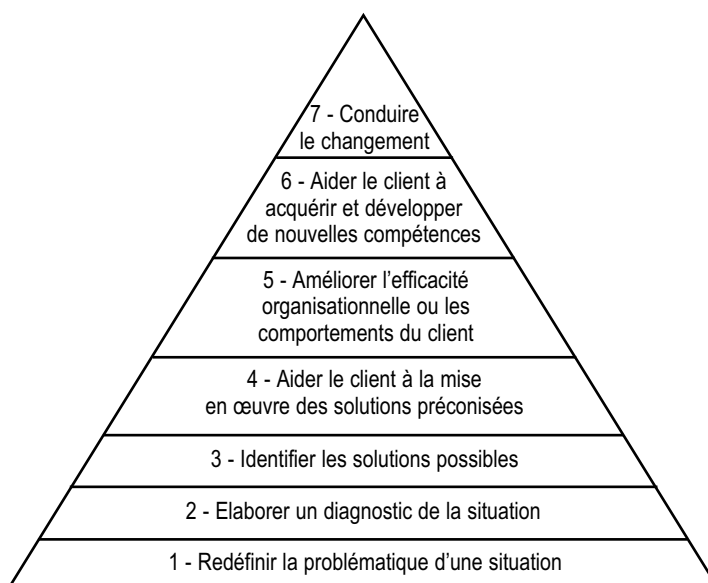 7 - Conduire
le changement
6 - Aider le client à
acquérir et développer
de nouvelles compétences
5 - Améliorer l’efficacité
organisationnelle ou les
comportements du client
4 - Aider le client à la mise
en œuvre des solutions préconisées
3 - Identifier les solutions possibles
2 - Elaborer un diagnostic de la situation
1 - Redéfinir la problématique d’une situation